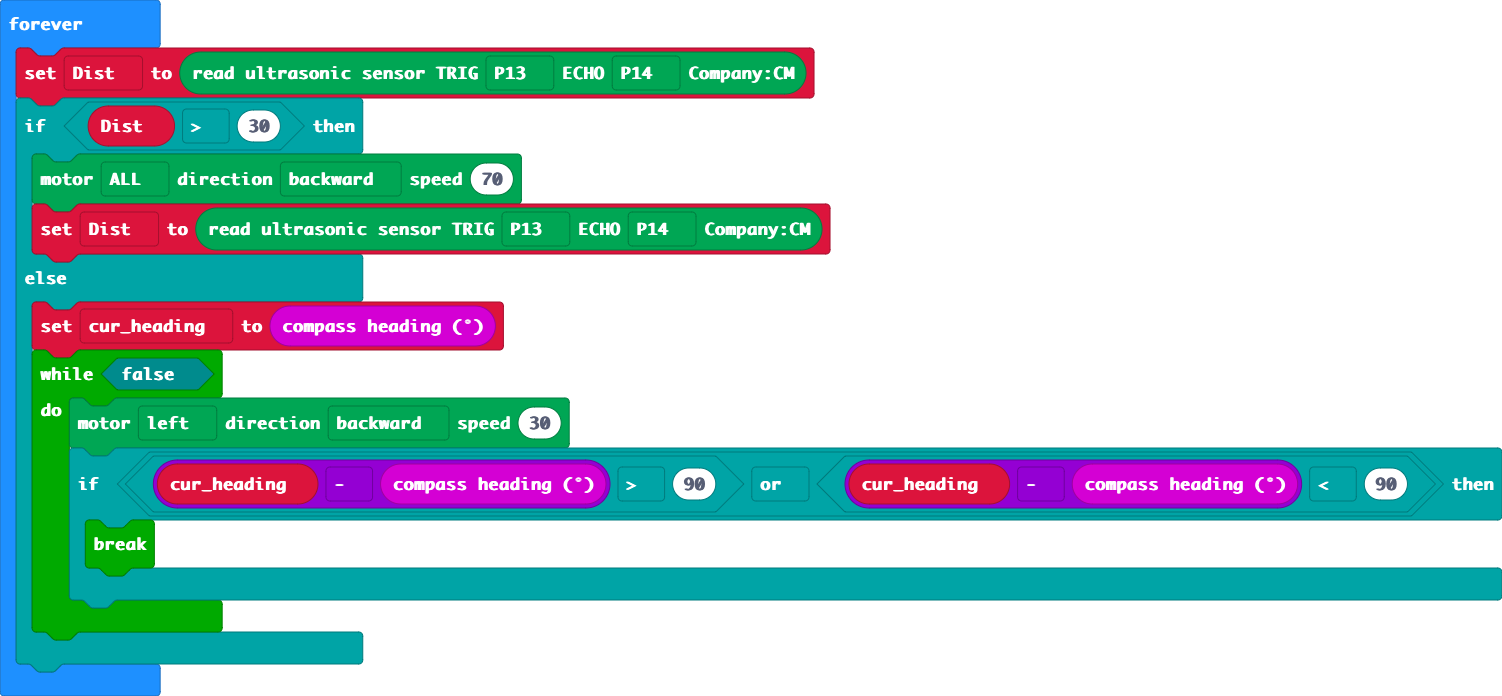 forever
set Dist to read ultrasonic sensor TRIG P13 ECHO P14 Company:CM
if Dist > 30 then
motor ALL direction backward speed 70
set Dist to read ultrasonic sensor TRIG P13 ECHO P14 Company:CM
else
set cur_heading to compass heading (°)
while false
do motor left direction backward speed 30
if cur_heading - compass heading (°) > 90 or cur_heading - compass heading (°) < 90 then
break